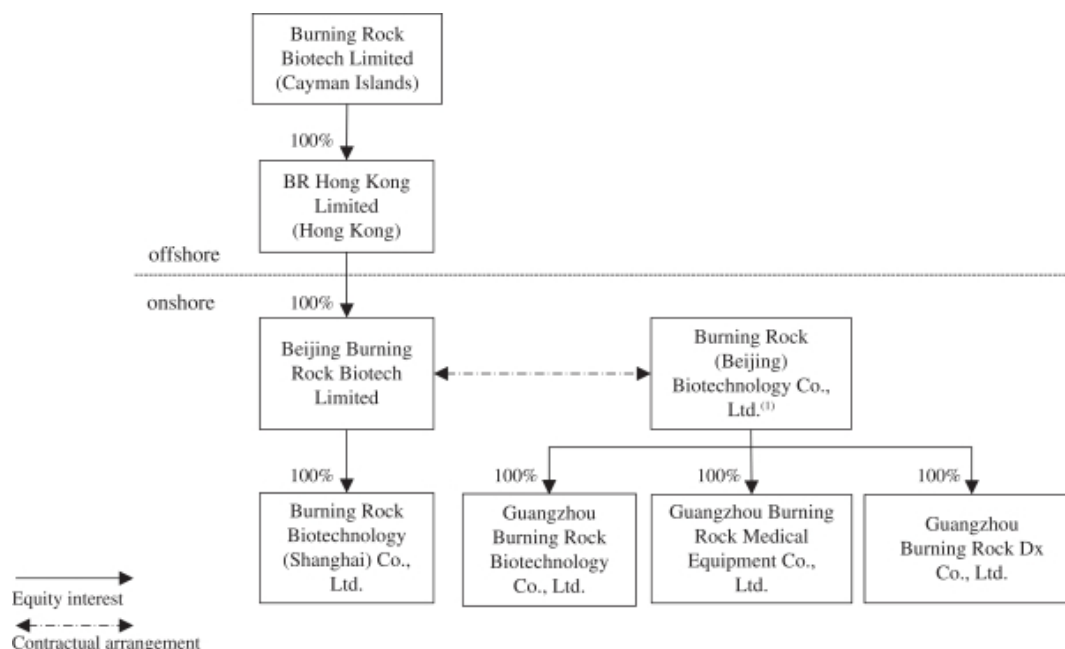 Burning Rock
Biotech Limited
(Cayman Islands)
100%
BR Hong Kong
Limited
(Hong Kong)
offshore
onshore
100%
Beijing Burning
Rock Biotech
Limited
Burning Rock
(Beijing)
Biotechnology Co.,
Ltd.(1)
100%
100%
100%
100%
Burning Rock
Biotechnology
(Shanghai) Co.,
Ltd.
Guangzhou
Burning Rock
Biotechnology
Co., Ltd.
Guangzhou Burning
Rock Medical
Equipment Co.,
Ltd.
Guangzhou
Burning Rock Dx
Co., Ltd.
Equity interest
Contractual arrangement